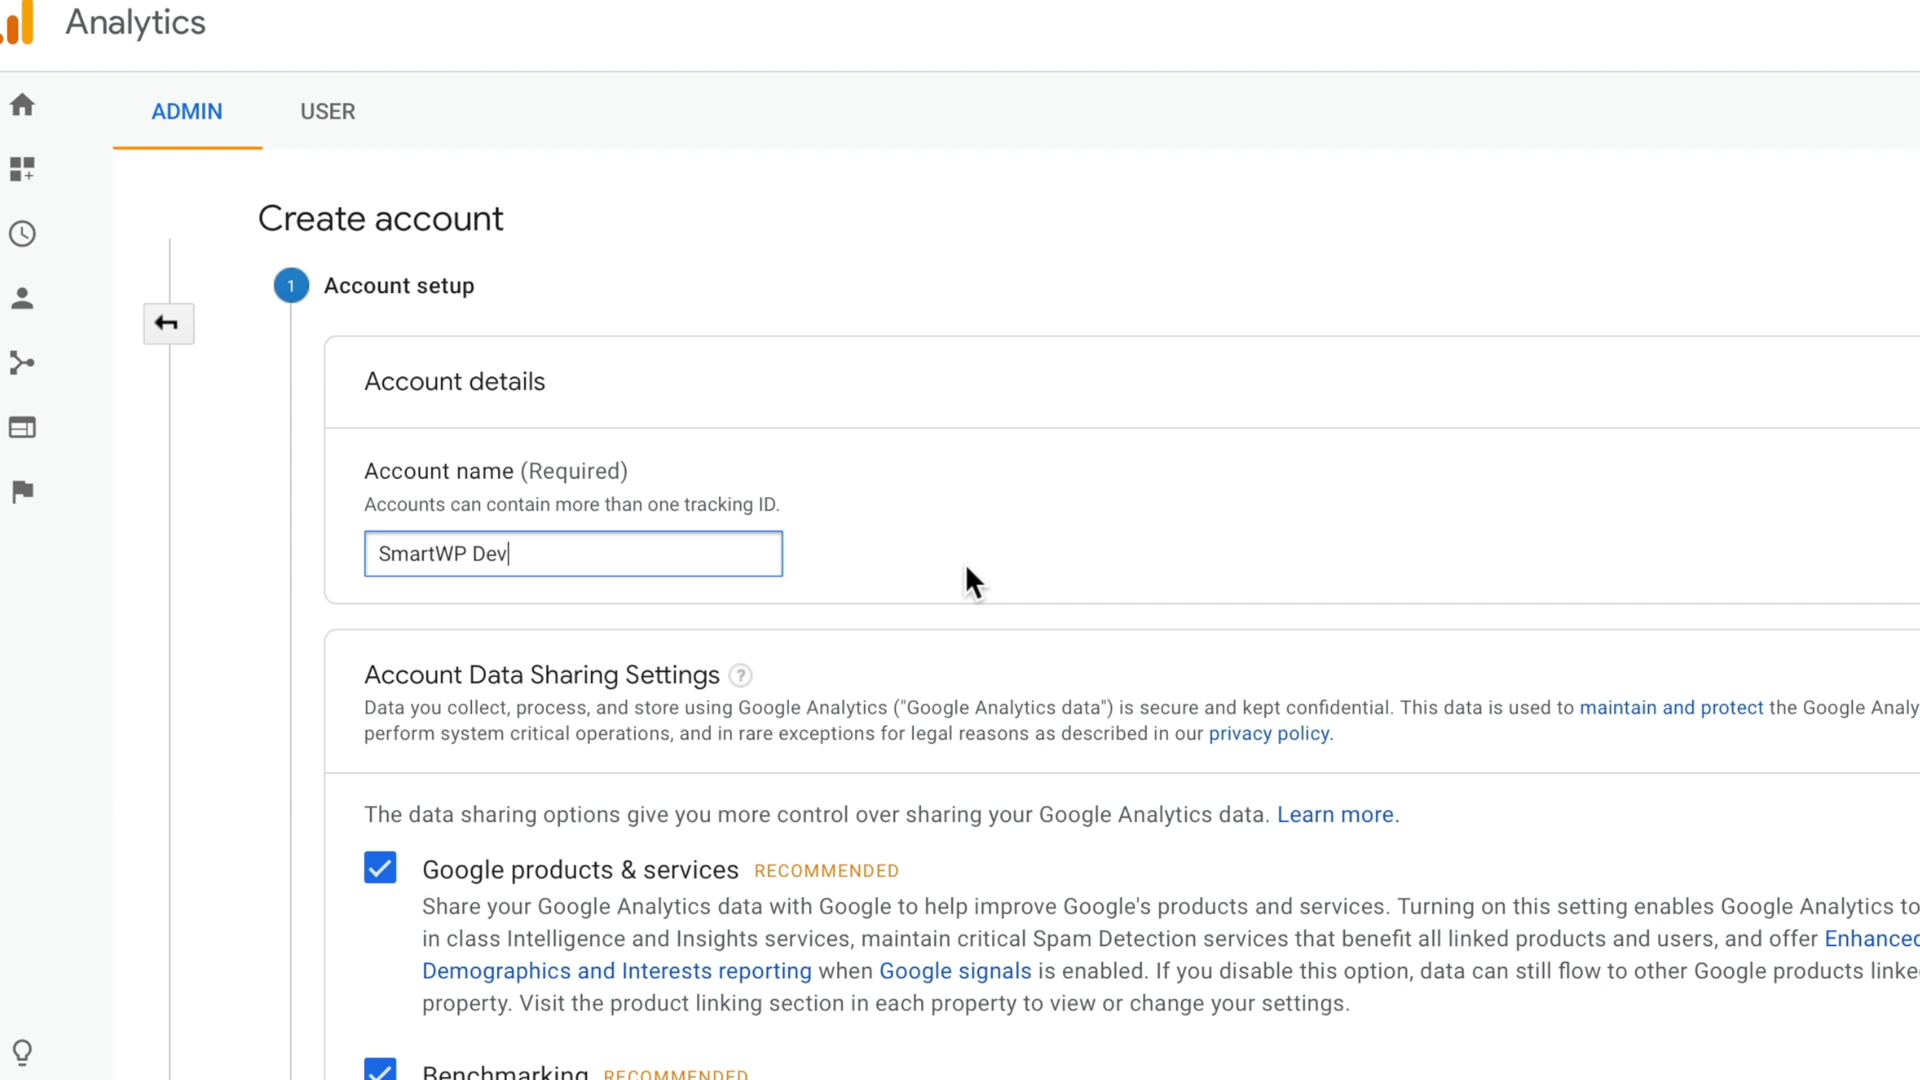 Analytics
ADMIN USER
Create account
1 Account setup
Account details
Account name (Required)
Accounts can contain more than one tracking ID.
SmartWP Dev
Account Data Sharing Settings ?
Data you collect, process, and store using Google Analytics ("Google Analytics data") is secure and kept confidential. This data is used to maintain and protect the Google Analy
perform system critical operations, and in rare exceptions for legal reasons as described in our privacy policy.
The data sharing options give you more control over sharing your Google Analytics data. Learn more.
Google products & services RECOMMENDED
Share your Google Analytics data with Google to help improve Google's products and services. Turning on this setting enables Google Analytics to
in class Intelligence and Insights services, maintain critical Spam Detection services that benefit all linked products and users, and offer Enhanced
Demographics and Interests reporting when Google signals is enabled. If you disable this option, data can still flow to other Google products linke
property. Visit the product linking section in each property to view or change your settings.
Benchmarking RECOMMENDED